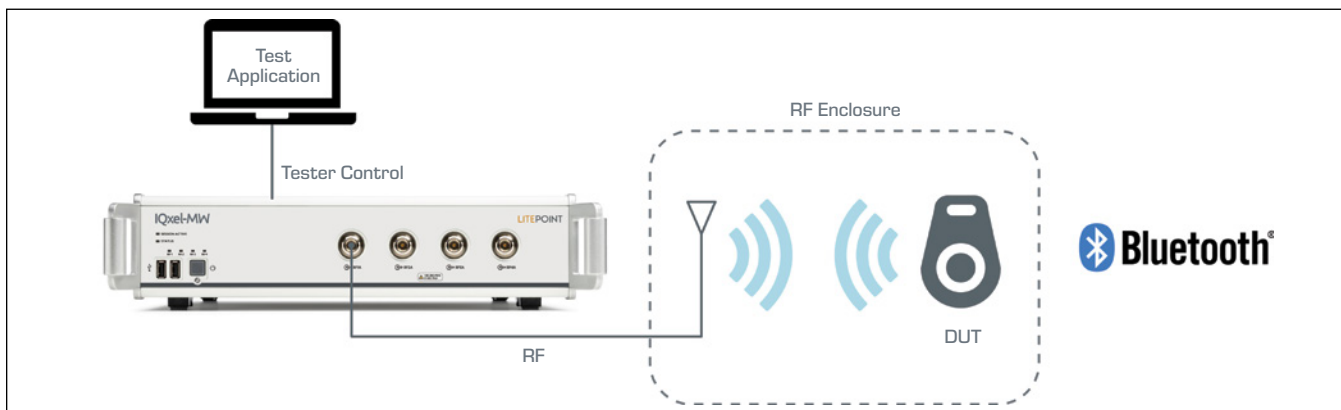 Test
Application
RF Enclosure
Tester Control
IQxel-MW
LITEPOINT
Bluetooth®
DUT
RF